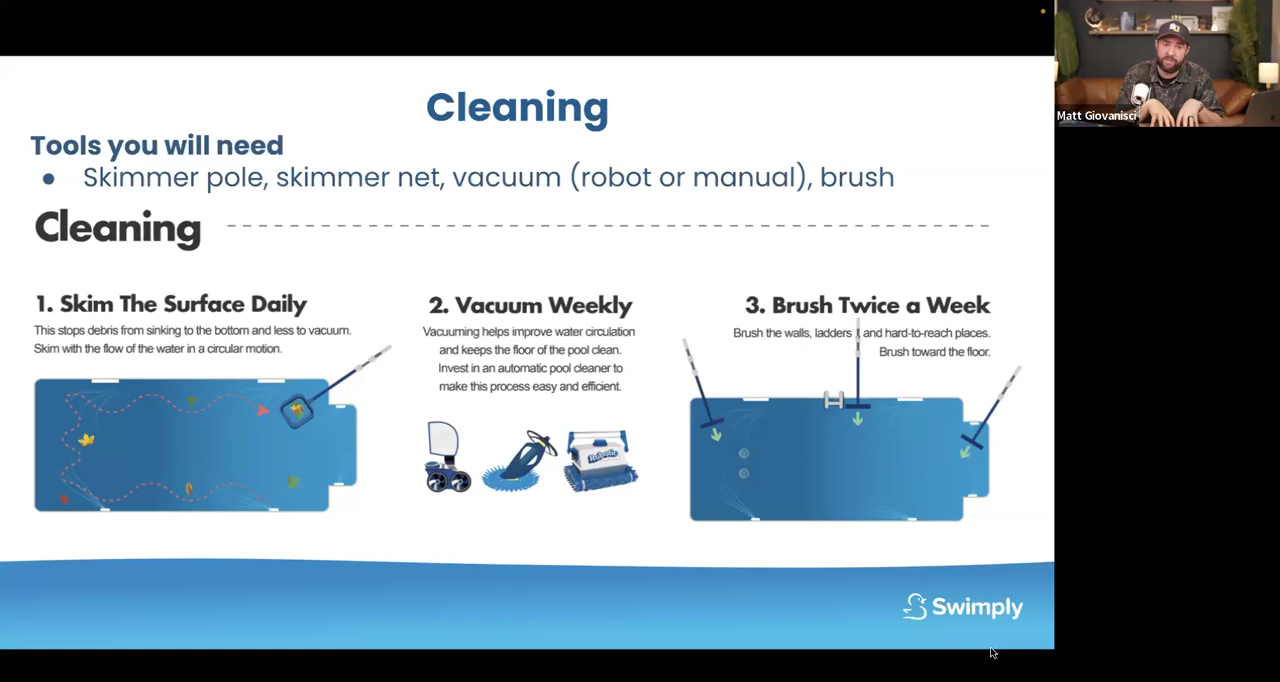 Cleaning
Tools you will need
● Skimmer pole, skimmer net, vacuum (robot or manual), brush
Cleaning
1. Skim The Surface Daily
This stops debris from sinking to the bottom and less to vacuum.
Skim with the flow of the water in a circular motion.
2. Vacuum Weekly
Vacuuming helps improve water circulation
and keeps the floor of the pool clean.
Invest in an automatic pool cleaner to
make this process easy and efficient.
Robotic
3. Brush Twice a Week
Brush the walls, ladders, and hard-to-reach places.
Brush toward the floor.
Swimply
Matt Giovanisci